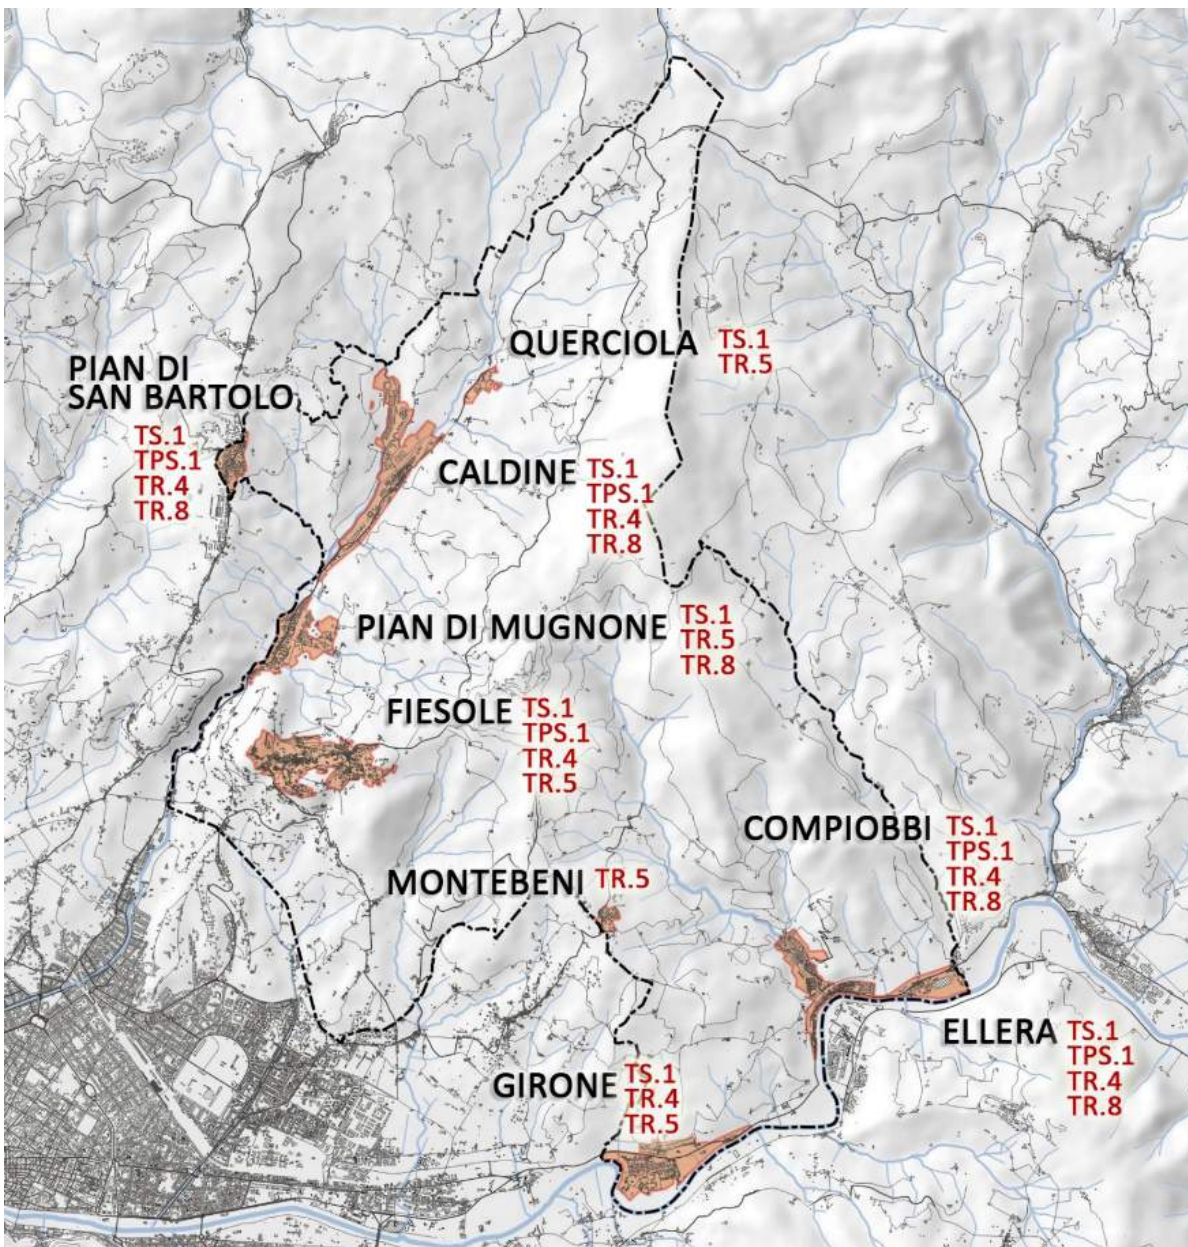 QUERCIOLA
TS.1
TR.5
PIAN DI
SAN BARTOLO
TS.1
TPS.1
TR.4
TR.8
CALDINE
TS.1
TPS.1
TR.4
TR.8
PIAN DI MUGNONE
TS.1
TR.5
TR.8
FIESOLE
TS.1
TPS.1
TR.4
TR.5
COMPIOBBI
TS.1
TPS.1
TR.4
TR.8
MONTEBENI
TR.5
ELLERA
TS.1
TPS.1
TR.4
TR.8
GIRONE
TS.1
TR.4
TR.5